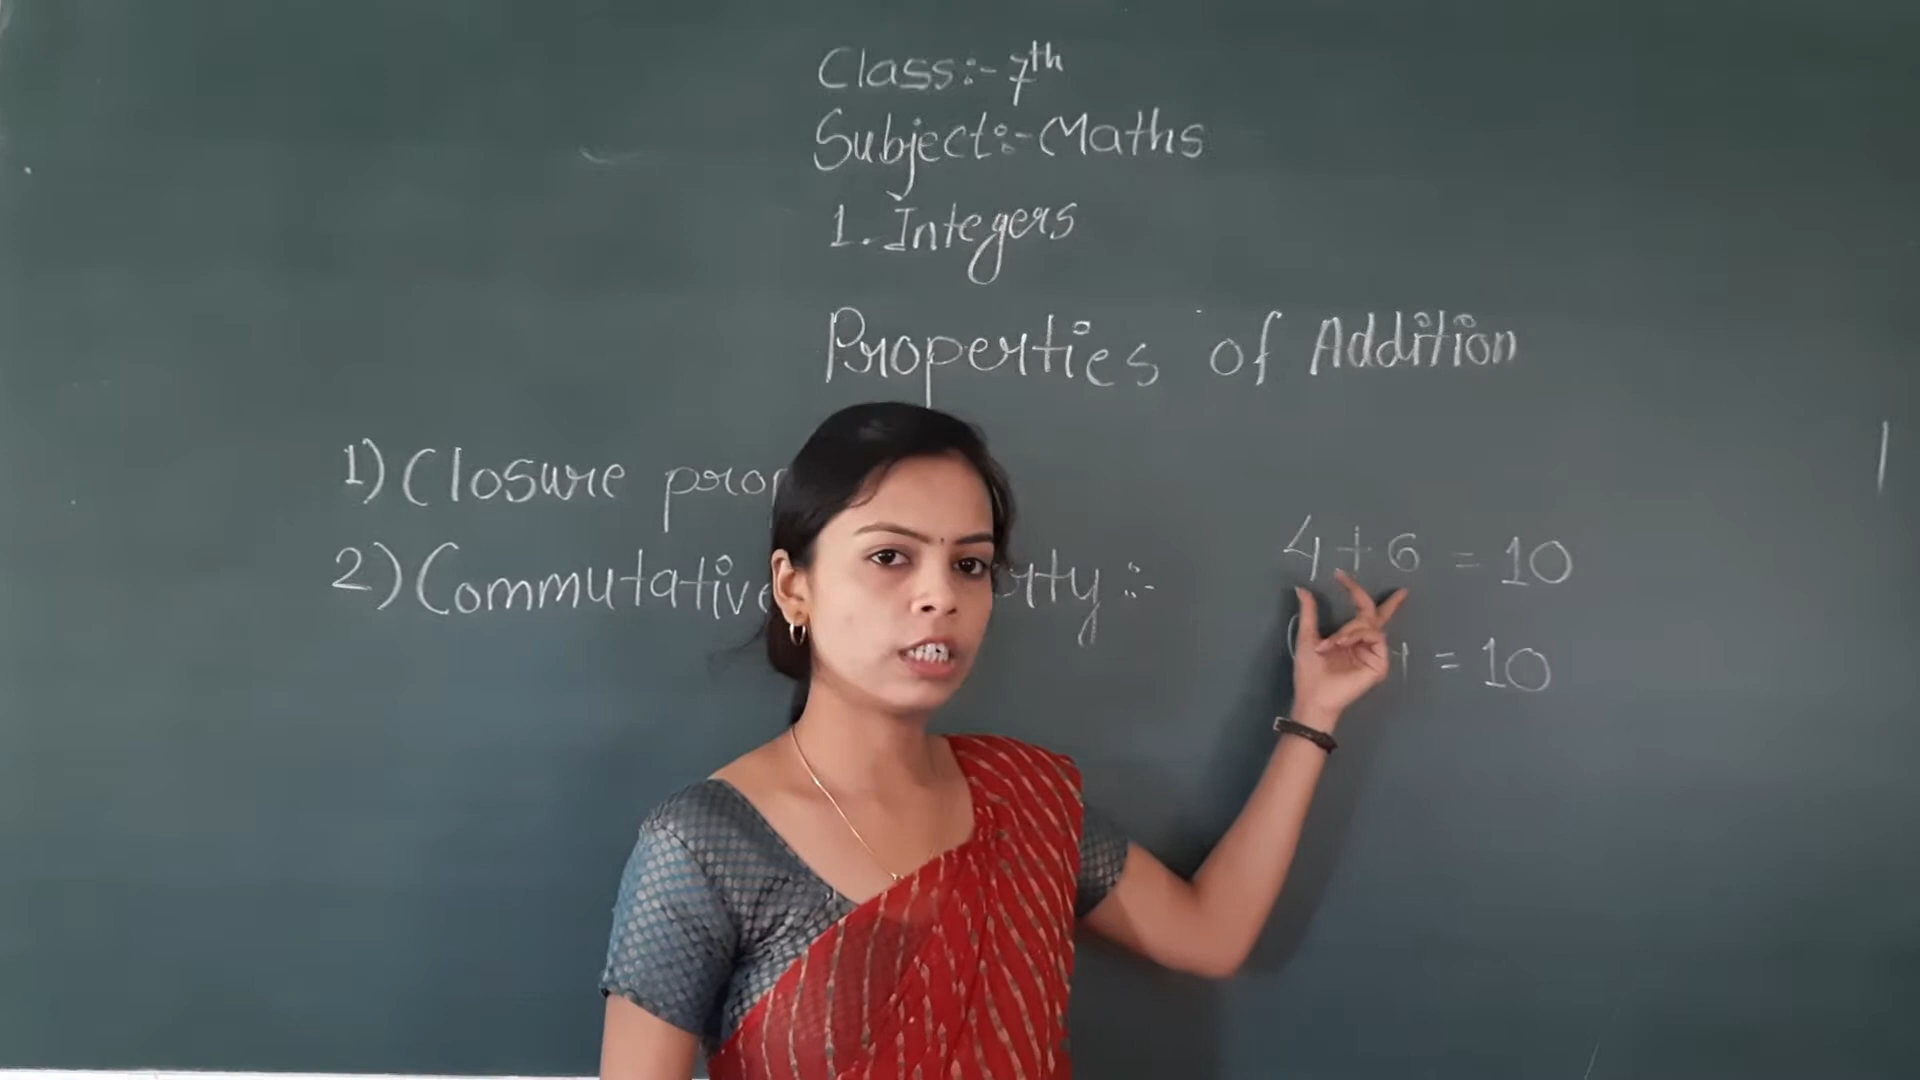 Class:- 7th
Subject:- Maths
1. Integers
Properties of Addition
1) Closure
2) Commutative :-
4+6 = 10
= 10